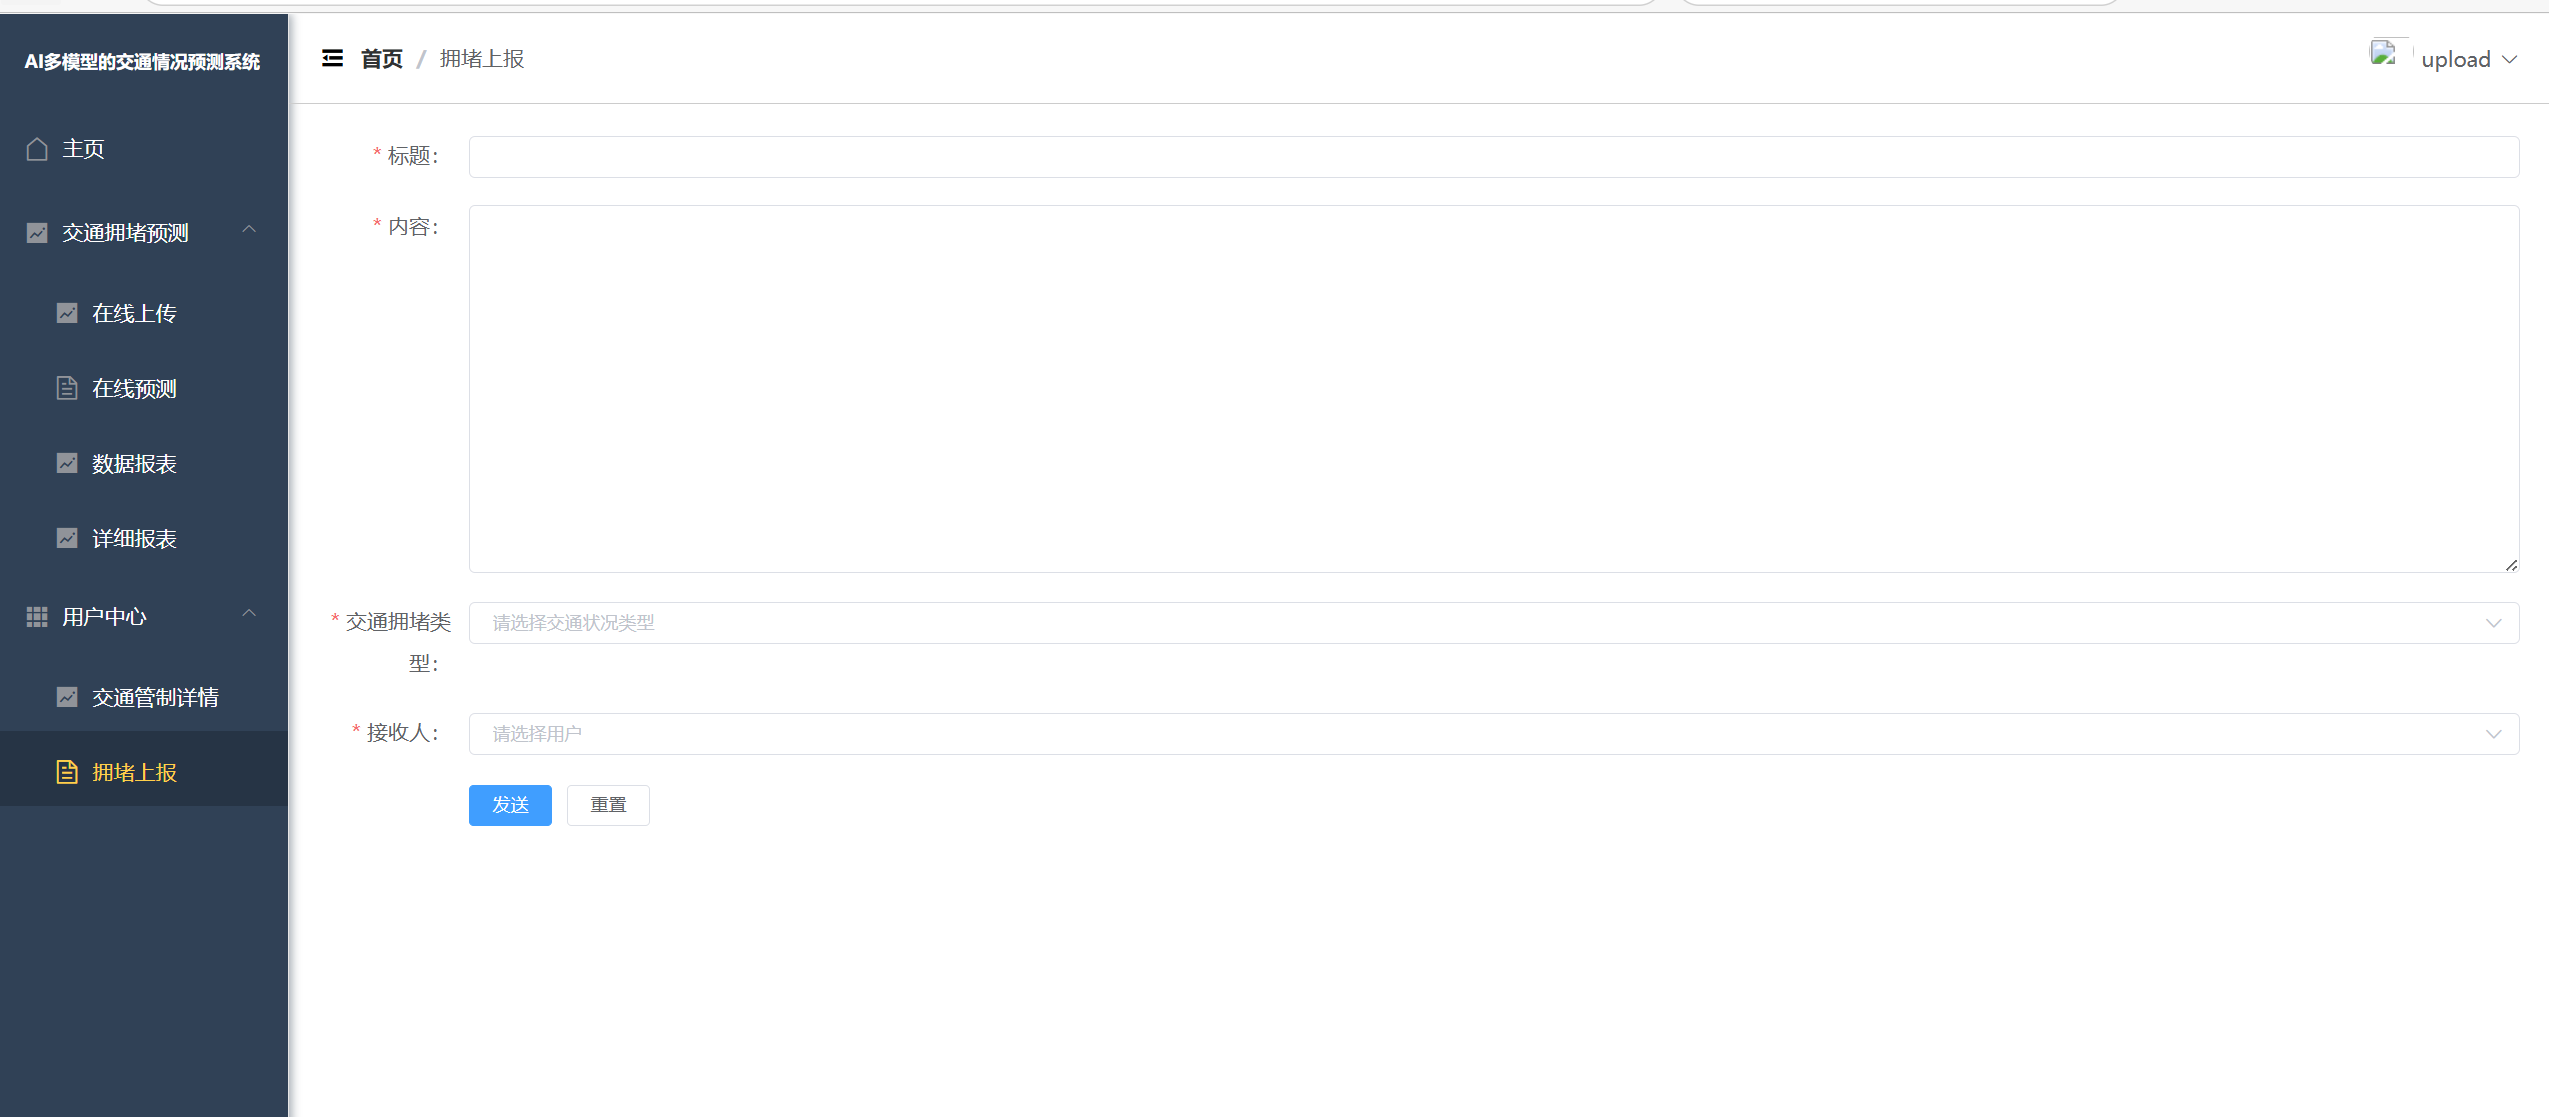 AI多模型的交通情况预测系统
主页
交通拥堵预测
在线上传
在线预测
数据报表
详细报表
用户中心
交通管制详情
拥堵上报
首页 / 拥堵上报
upload
* 标题：
* 内容：
* 交通拥堵类
型：
请选择交通状况类型
* 接收人：
请选择用户
发送
重置